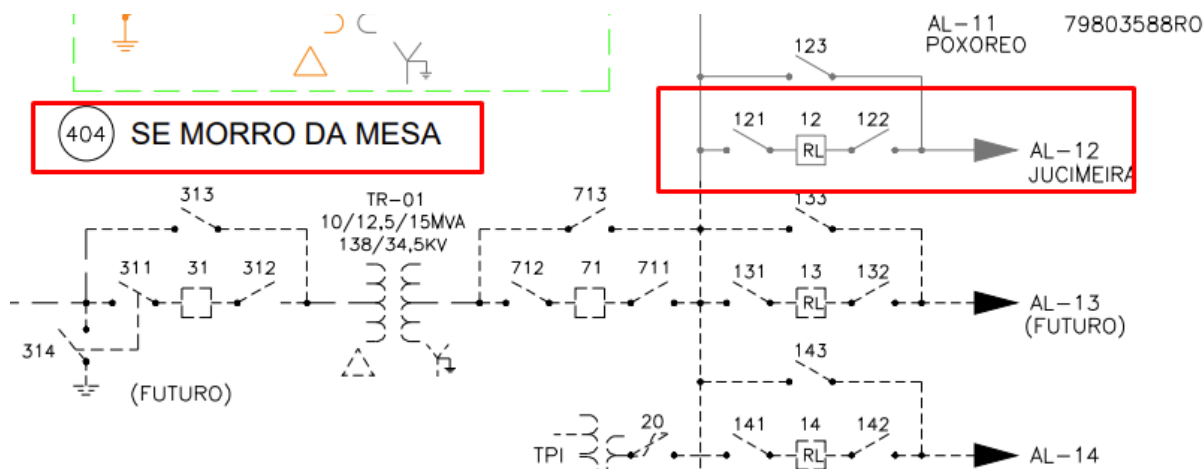 AL-11 79803588RO
POXOREO
123
404 SE MORRO DA MESA
121 12 122
RL
AL-12
JUCIMEIRA
313
TR-01
10/12,5/15MVA
138/34,5KV
713
133
311 31 312
712 71 711
131 13 132
RL
AL-13
(FUTURO)
314
(FUTURO)
143
TPI
20
141 14 142
RL
AL-14